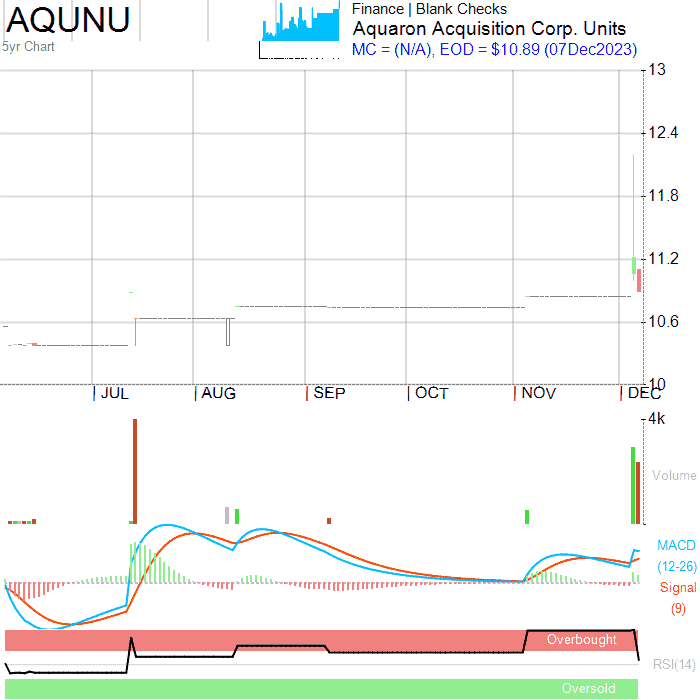 AQUNU
5yr Chart
Finance | Blank Checks
Aquaron Acquisition Corp. Units
MC = (N/A), EOD = $10.89 (07Dec2023)
13
12.4
11.8
11.2
10.6
10
JUL AUG SEP OCT NOV DEC
4k
Volume
MACD
(12-26)
Signal
(9)
Overbought
RSI(14)
Oversold